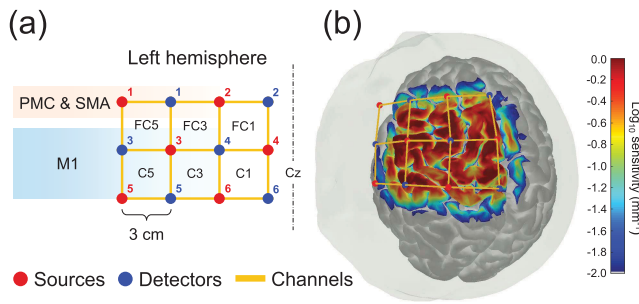 (a)
Left hemisphere
1 1 2 2
PMC & SMA
FC5 FC3 FC1
3 3 4 4
M1
C5 C3 C1
Cz
5 5 6 6
3 cm
Sources Detectors Channels
(b)
0.0
-0.2
-0.4
-0.6
-0.8
-1.0
-1.2
-1.4
-1.6
-1.8
-2.0
Log₁₀ sensitivity (mm⁻¹)